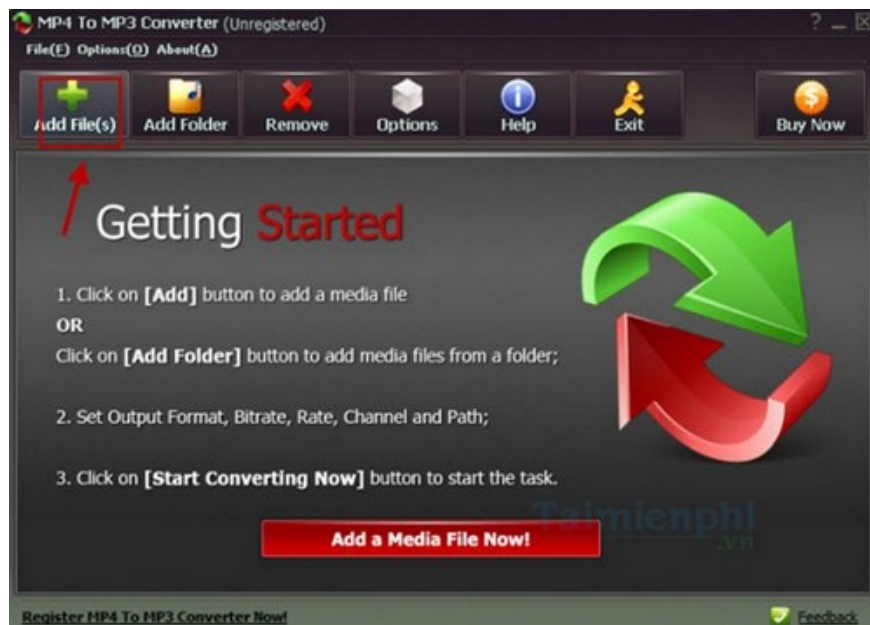 MP4 To MP3 Converter (Unregistered) ?
File(F) Options(O) About(A)
Add File(s) Add Folder Remove Options Help Exit Buy Now
Getting Started
1. Click on [Add] button to add a media file
OR
Click on [Add Folder] button to add media files from a folder;
2. Set Output Format, Bitrate, Rate, Channel and Path;
3. Click on [Start Converting Now] button to start the task.
Taimienphi
.vn
Add a Media File Now!
Register MP4 To MP3 Converter Now! Feedback